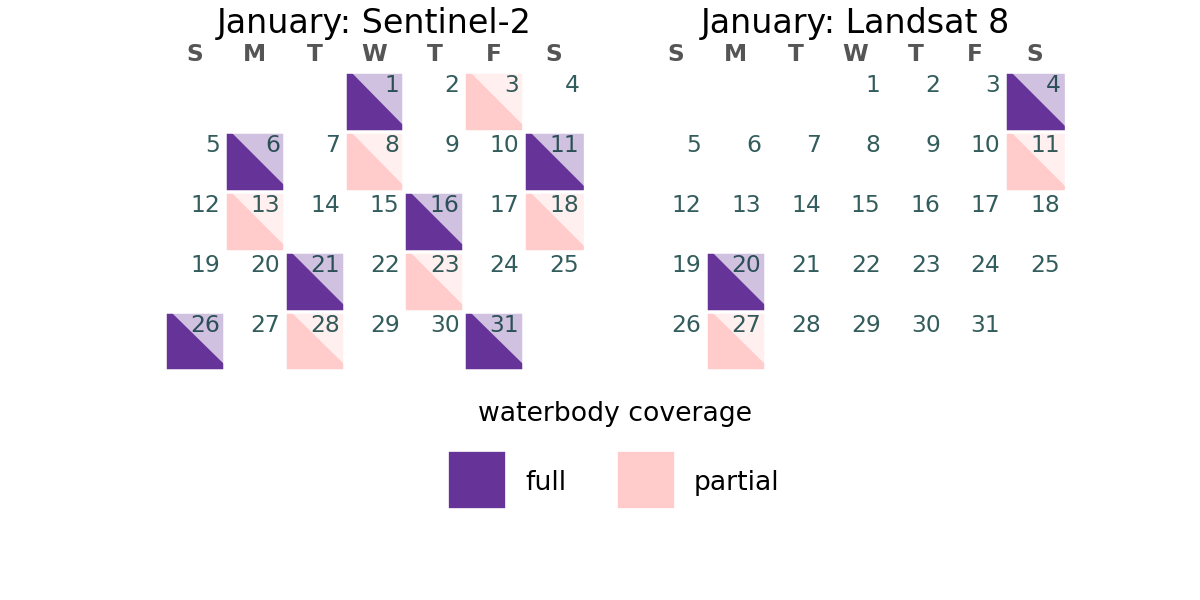 January: Sentinel-2
S M T W T F S
1 2 3 4
5 6 7 8 9 10 11
12 13 14 15 16 17 18
19 20 21 22 23 24 25
26 27 28 29 30 31
January: Landsat 8
S M T W T F S
1 2 3 4
5 6 7 8 9 10 11
12 13 14 15 16 17 18
19 20 21 22 23 24 25
26 27 28 29 30 31
waterbody coverage
full partial